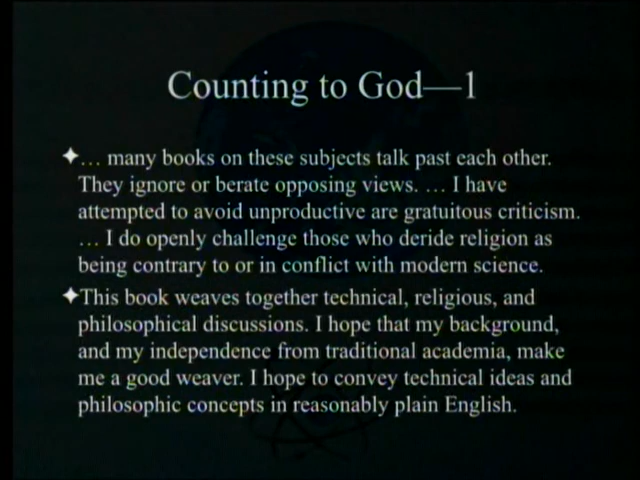 Counting to God—1
✦… many books on these subjects talk past each other.
They ignore or berate opposing views. … I have
attempted to avoid unproductive are gratuitous criticism.
… I do openly challenge those who deride religion as
being contrary to or in conflict with modern science.
✦This book weaves together technical, religious, and
philosophical discussions. I hope that my background,
and my independence from traditional academia, make
me a good weaver. I hope to convey technical ideas and
philosophic concepts in reasonably plain English.